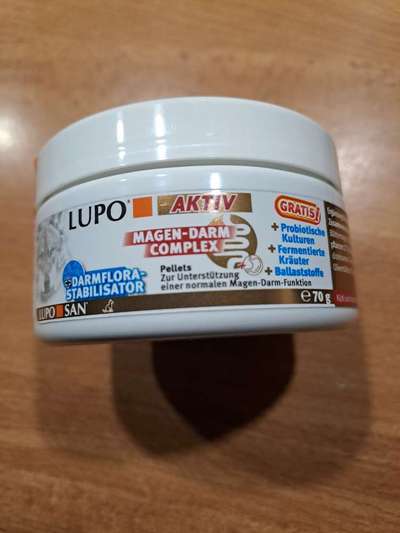 LUPO®
AKTIV
MAGEN-DARM
COMPLEX
GRATIS!
+ Probiotische
Kulturen
+ Fermentierte
Kräuter
+ Ballaststoffe
DARMFLORA-
STABILISATOR
Pellets
Zur Unterstützung
einer normalen Magen-Darm-Funktion
LUPO SAN
℮ 70 g